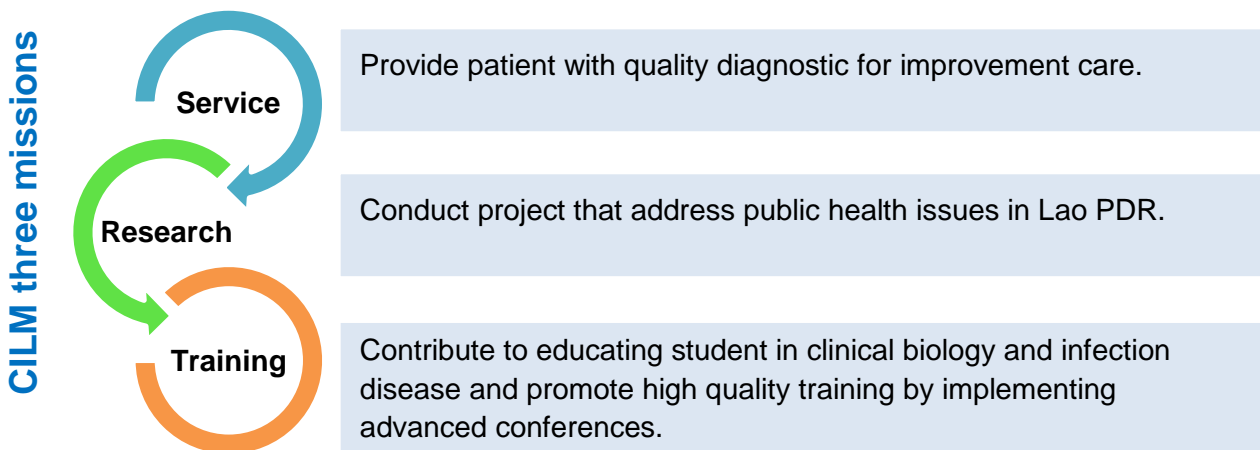 CILM three missions
Service
Provide patient with quality diagnostic for improvement care.
Research
Conduct project that address public health issues in Lao PDR.
Training
Contribute to educating student in clinical biology and infection
disease and promote high quality training by implementing
advanced conferences.